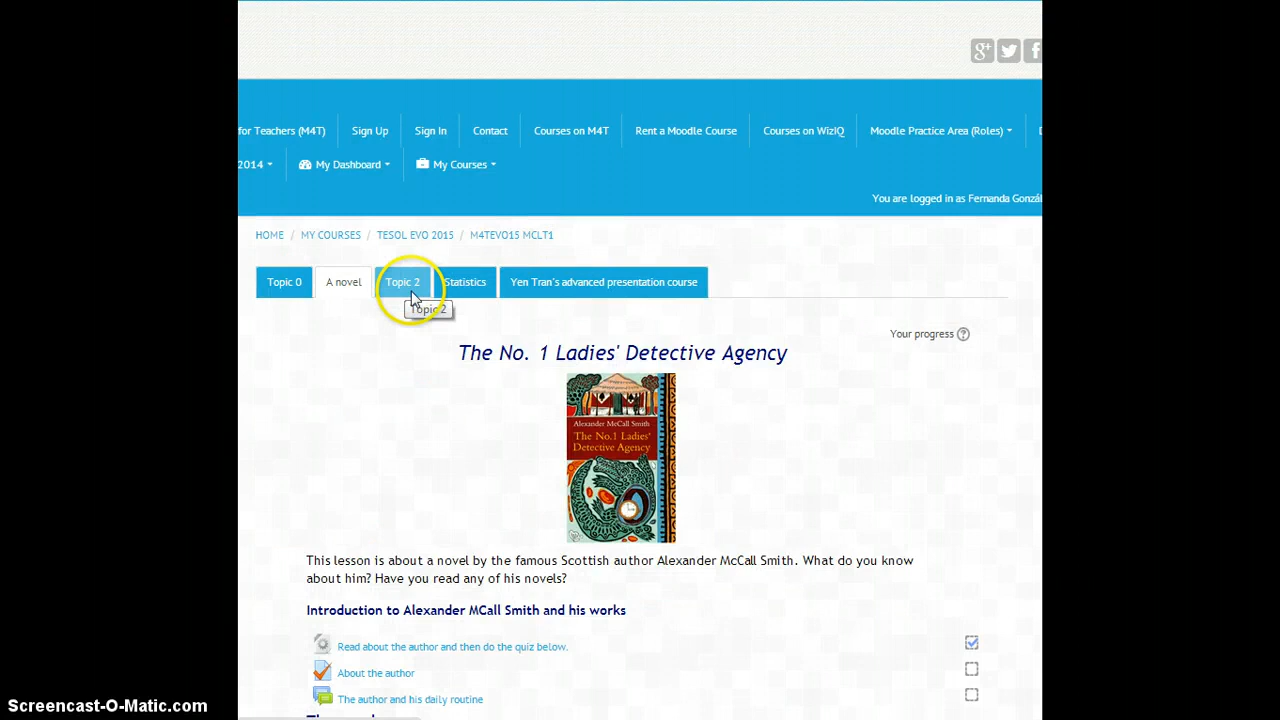 for Teachers (M4T) Sign Up Sign In Contact Courses on M4T Rent a Moodle Course Courses on WizIQ Moodle Practice Area (Roles)
2014 My Dashboard My Courses
You are logged in as Fernanda Gonzál
HOME / MY COURSES / TESOL EVO 2015 / M4TEVO15 MCLT1
Topic 0 A novel Topic 2 Statistics Yen Tran's advanced presentation course
Topic 2
Your progress
The No. 1 Ladies' Detective Agency
Alexander McCall Smith
The No.1 Ladies'
Detective Agency
This lesson is about a novel by the famous Scottish author Alexander McCall Smith. What do you know
about him? Have you read any of his novels?
Introduction to Alexander MCall Smith and his works
Read about the author and then do the quiz below.
About the author
The author and his daily routine
Screencast-O-Matic.com